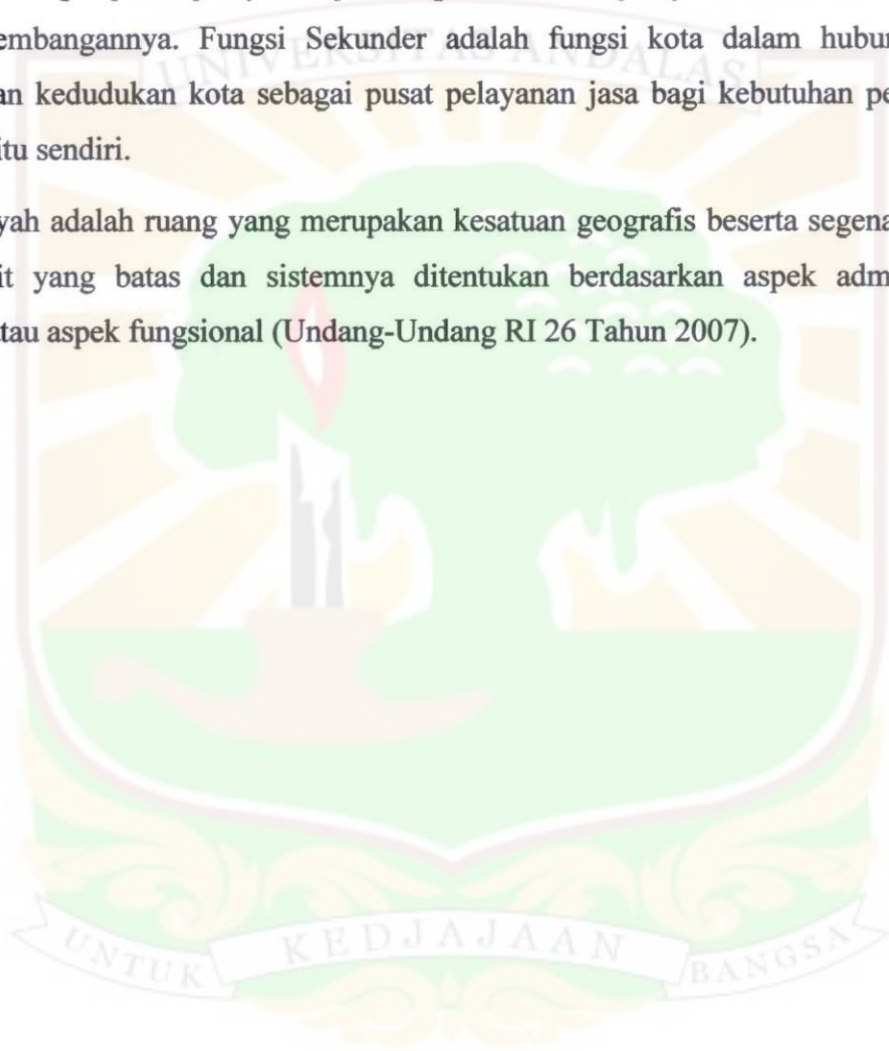 embangannya. Fungsi Sekunder adalah fungsi kota dalam hubur
an kedudukan kota sebagai pusat pelayanan jasa bagi kebutuhan pe
itu sendiri.
yah adalah ruang yang merupakan kesatuan geografis beserta segena
it yang batas dan sistemnya ditentukan berdasarkan aspek adm
tau aspek fungsional (Undang-Undang RI 26 Tahun 2007).
UNIVERSITAS ANDALAS
UNTUK KEDJAJAAN BANGSA